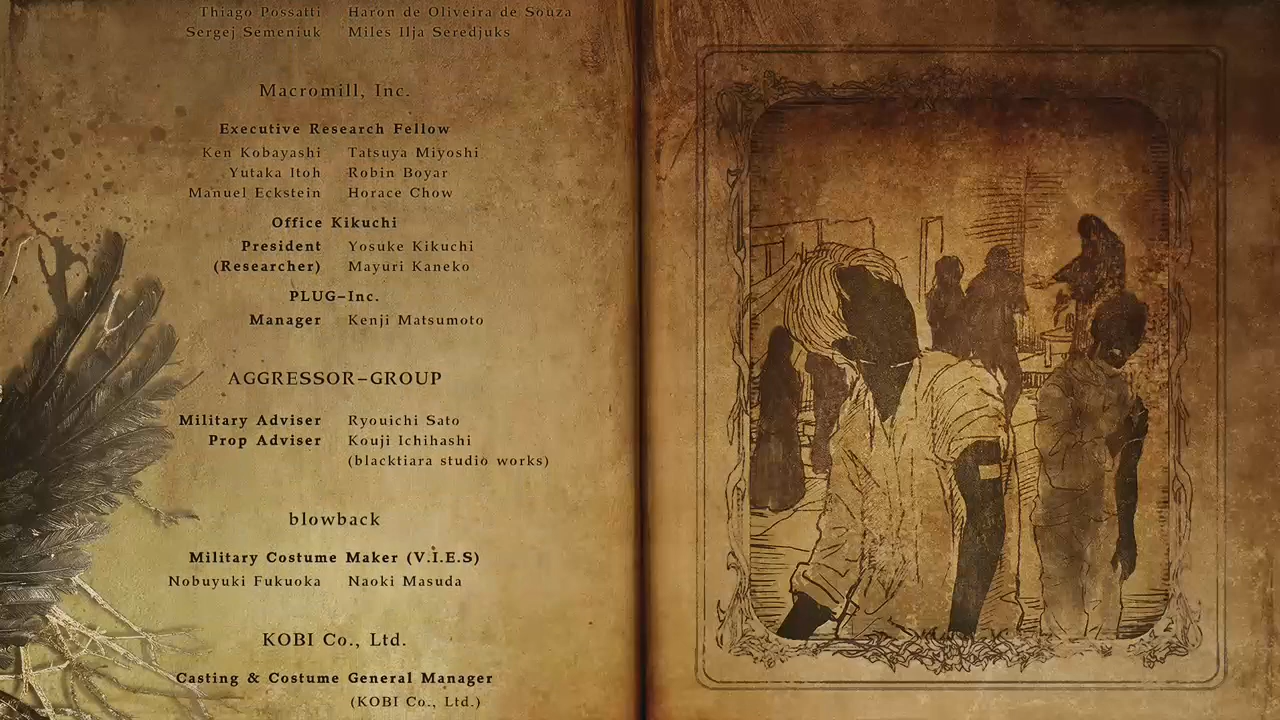 Thiago Possatti Haron de Oliveira de Souza
Sergej Semeniuk Miles Ilja Seredjuks
Macromill, Inc.
Executive Research Fellow
Ken Kobayashi Tatsuya Miyoshi
Yutaka Itoh Robin Boyar
Manuel Eckstein Horace Chow
Office Kikuchi
President Yosuke Kikuchi
(Researcher) Mayuri Kaneko
PLUG-Inc.
Manager Kenji Matsumoto
AGGRESSOR-GROUP
Military Adviser Ryouichi Sato
Prop Adviser Kouji Ichihashi
(blacktiara studio works)
blowback
Military Costume Maker (V.I.E.S)
Nobuyuki Fukuoka Naoki Masuda
KOBI Co., Ltd.
Casting & Costume General Manager
(KOBI Co., Ltd.)